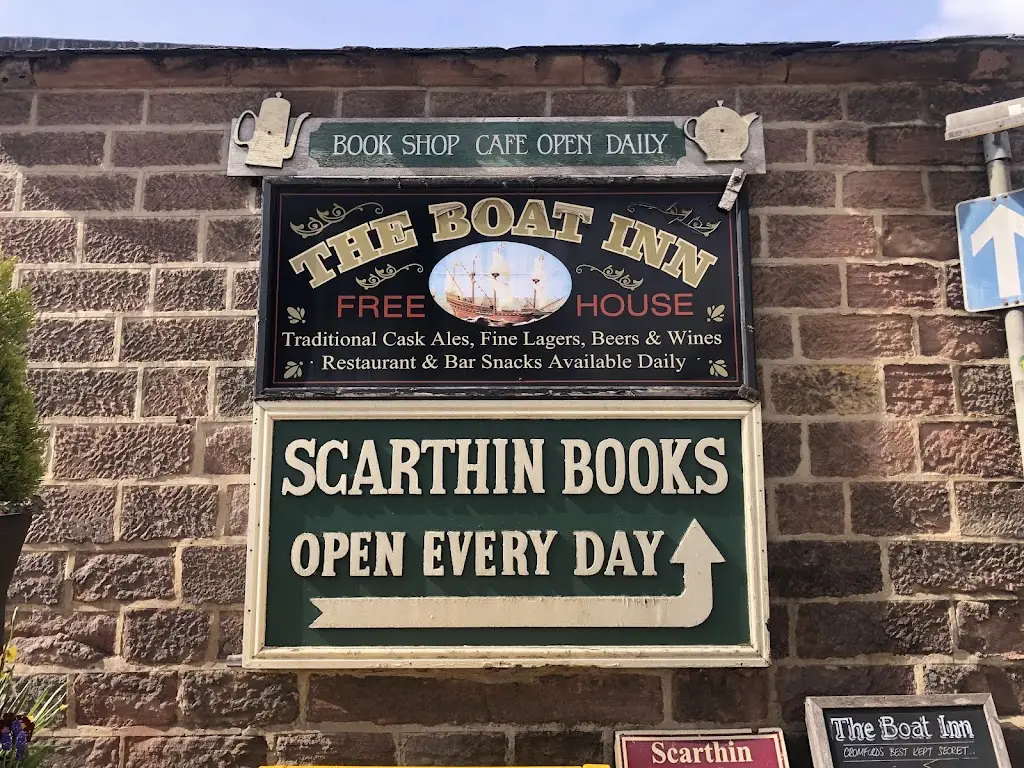 BOOK SHOP CAFE OPEN DAILY
THE BOAT INN
FREE HOUSE
Traditional Cask Ales, Fine Lagers, Beers & Wines
Restaurant & Bar Snacks Available Daily
SCARTHIN BOOKS
OPEN EVERY DAY
Scarthin
The Boat Inn
CROMFORDS BEST KEPT SECRET...